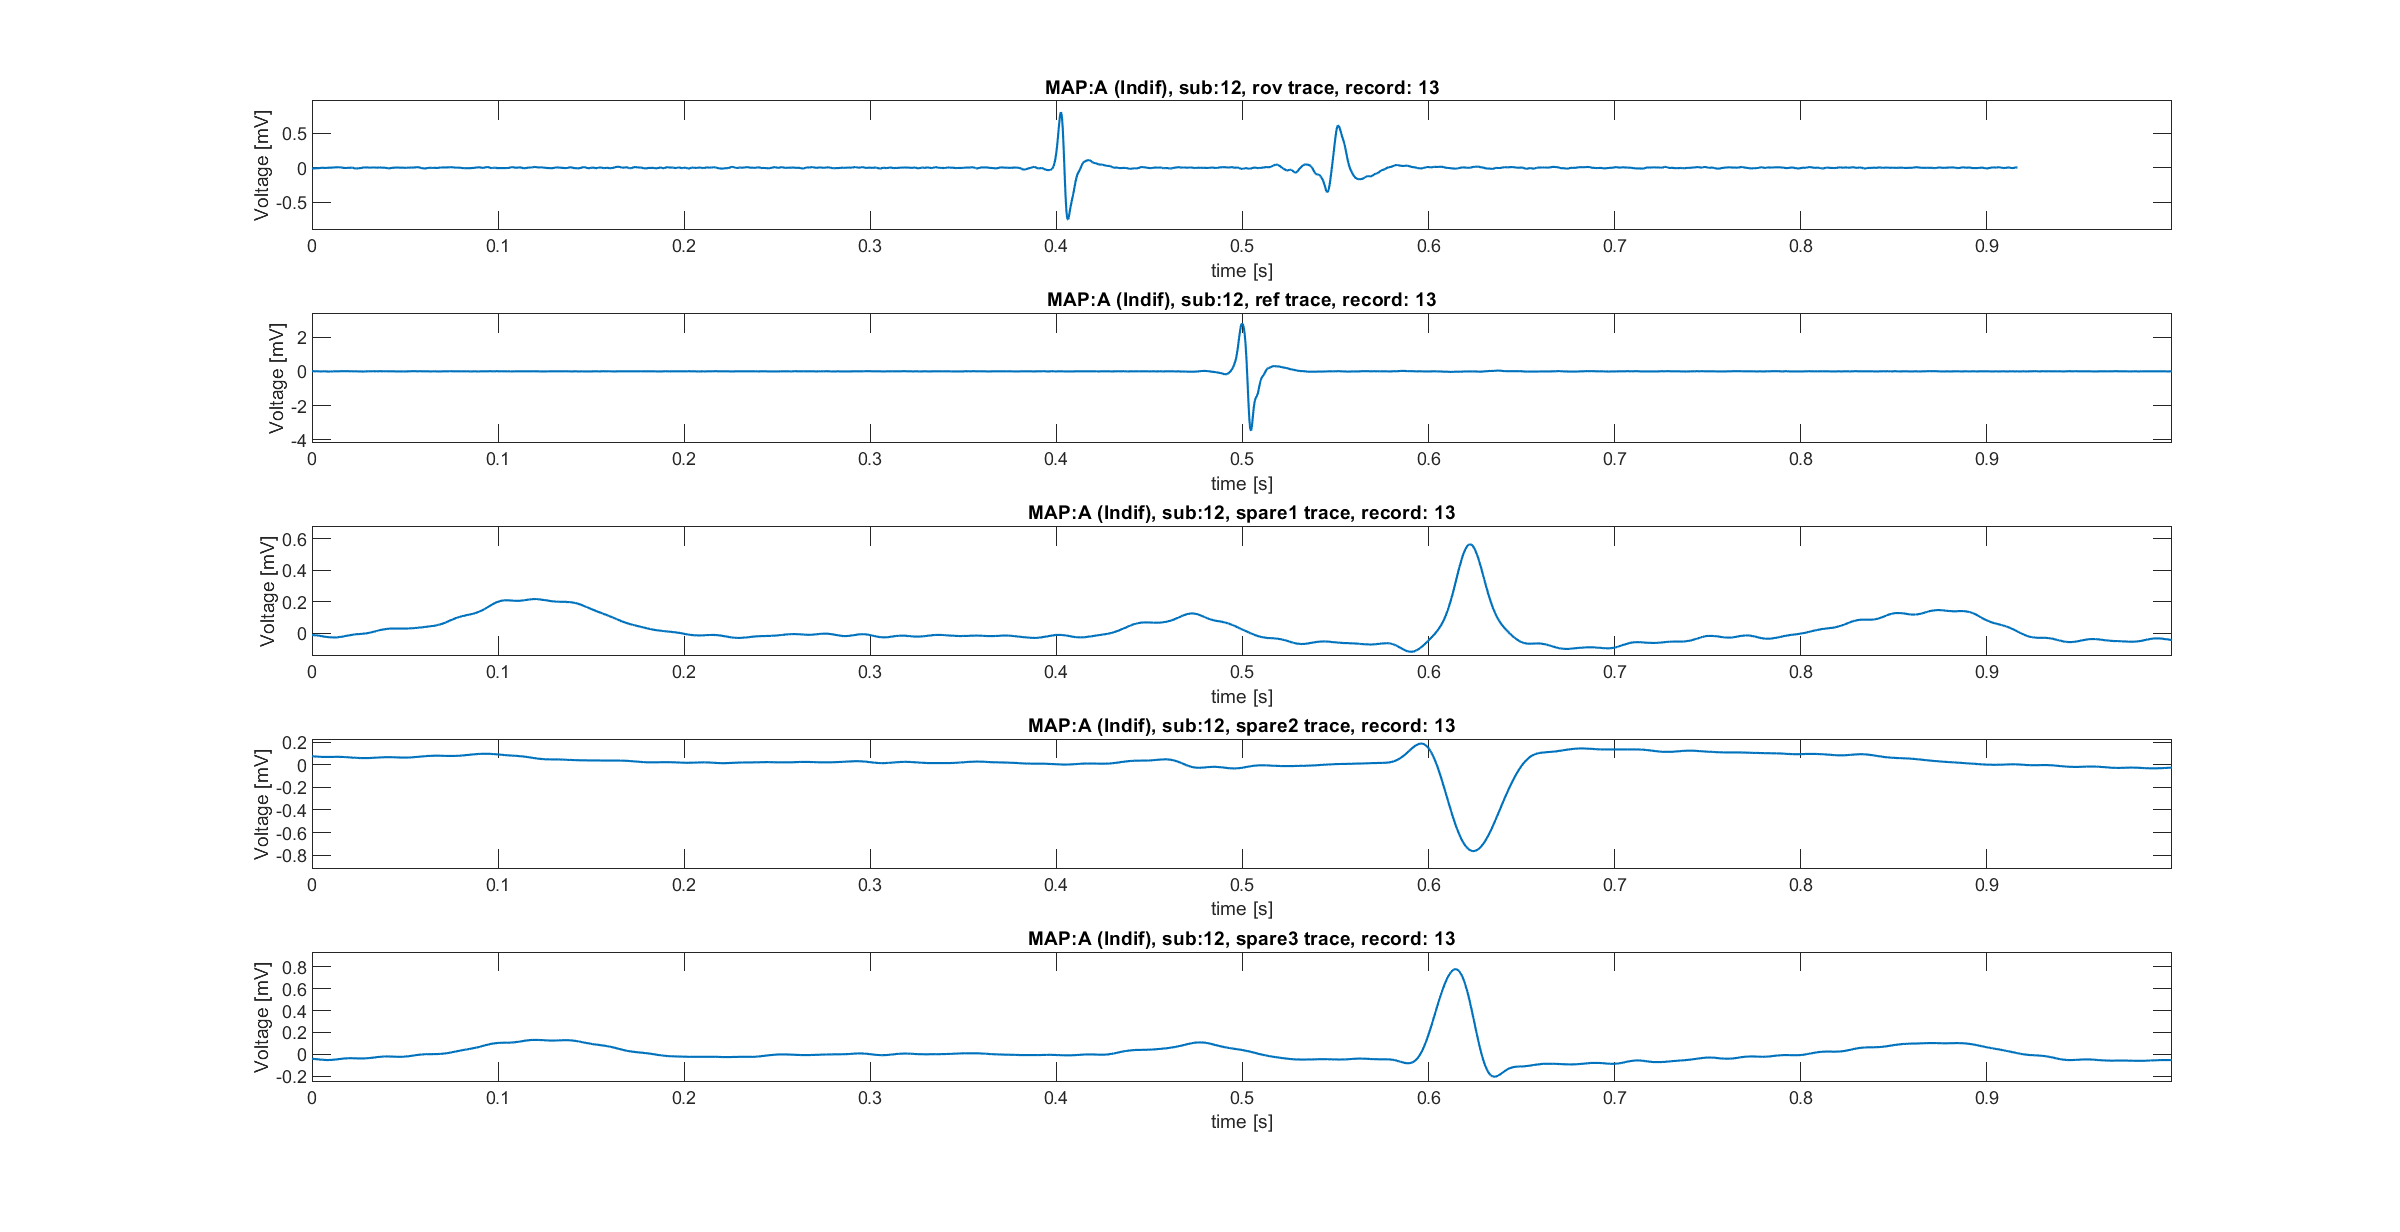 MAP:A (Indif), sub:12, rov trace, record: 13
Voltage [mV]
0.5
0
-0.5
0 0.1 0.2 0.3 0.4 0.5 0.6 0.7 0.8 0.9
time [s]
MAP:A (Indif), sub:12, ref trace, record: 13
Voltage [mV]
2
0
-2
-4
0 0.1 0.2 0.3 0.4 0.5 0.6 0.7 0.8 0.9
time [s]
MAP:A (Indif), sub:12, spare1 trace, record: 13
Voltage [mV]
0.6
0.4
0.2
0
0 0.1 0.2 0.3 0.4 0.5 0.6 0.7 0.8 0.9
time [s]
MAP:A (Indif), sub:12, spare2 trace, record: 13
Voltage [mV]
0.2
0
-0.2
-0.4
-0.6
-0.8
0 0.1 0.2 0.3 0.4 0.5 0.6 0.7 0.8 0.9
time [s]
MAP:A (Indif), sub:12, spare3 trace, record: 13
Voltage [mV]
0.8
0.6
0.4
0.2
0
-0.2
0 0.1 0.2 0.3 0.4 0.5 0.6 0.7 0.8 0.9
time [s]